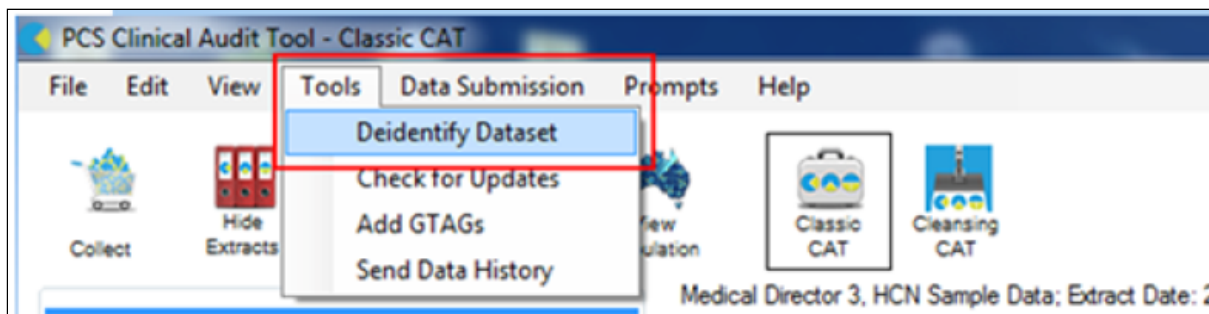 PCS Clinical Audit Tool - Classic CAT
File Edit View Tools Data Submission Prompts Help
Deidentify Dataset
Check for Updates
Add GTAGs
Send Data History
Collect
Hide
Extracts
Classic
CAT
Cleansing
CAT
Medical Director 3, HCN Sample Data; Extract Date: 2